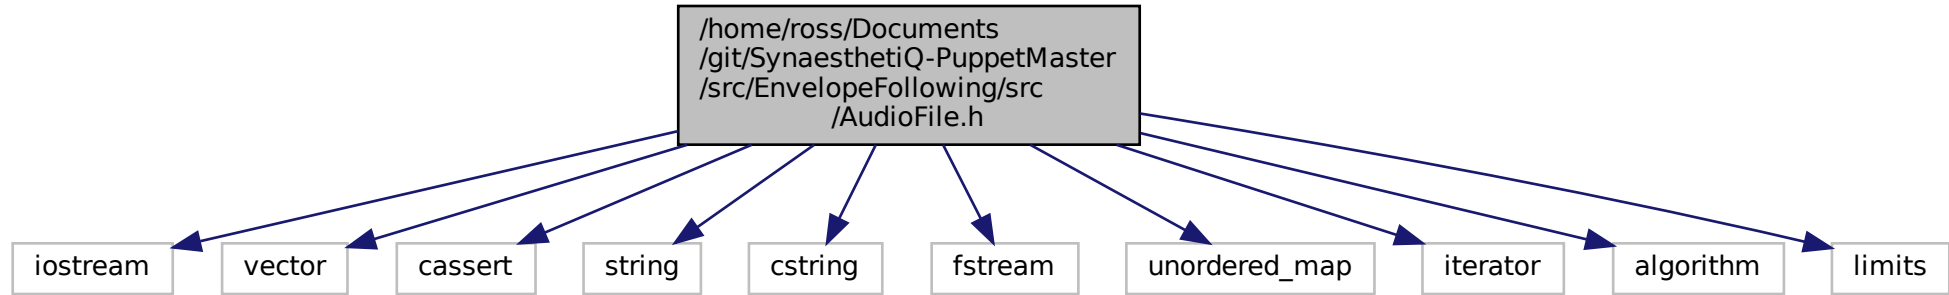 /home/ross/Documents
/git/SynaesthetiQ-PuppetMaster
/src/EnvelopeFollowing/src
/AudioFile.h
iostream
vector
cassert
string
cstring
fstream
unordered_map
iterator
algorithm
limits